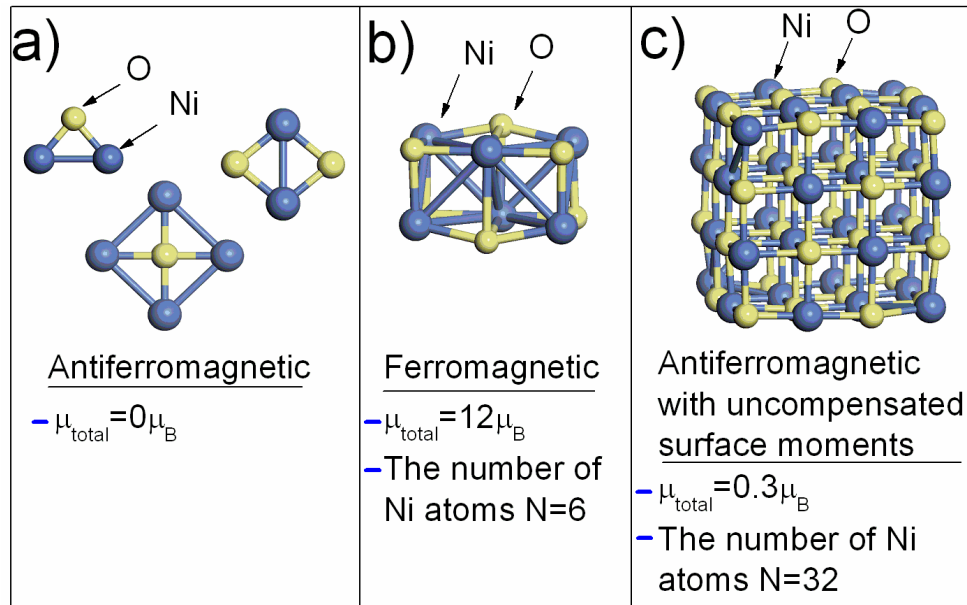 a)
O
Ni
Antiferromagnetic
– μtotal=0μB
b)
Ni
O
Ferromagnetic
– μtotal=12μB
– The number of
Ni atoms N=6
c)
Ni
O
Antiferromagnetic
with uncompensated
surface moments
– μtotal=0.3μB
– The number of Ni
atoms N=32